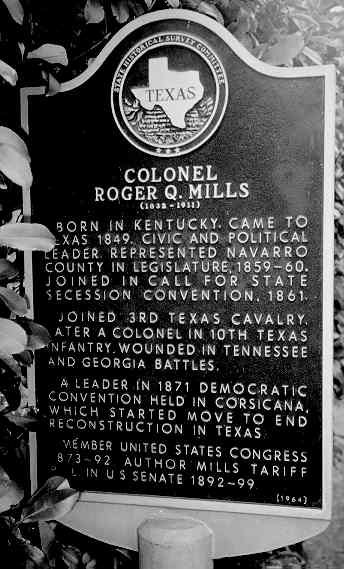 STATE HISTORICAL SURVEY COMMITTEE
TEXAS
COLONEL
ROGER Q. MILLS
(1832 - 1911)
BORN IN KENTUCKY. CAME TO
EXAS 1849. CIVIC AND POLITICAL
LEADER. REPRESENTED NAVARRO
COUNTY IN LEGISLATURE, 1859-60.
JOINED IN CALL FOR STATE
SECESSION CONVENTION, 1861.
JOINED 3RD TEXAS CAVALRY.
ATER A COLONEL IN 10TH TEXAS
INFANTRY. WOUNDED IN TENNESSEE
AND GEORGIA BATTLES.
A LEADER IN 1871 DEMOCRATIC
CONVENTION HELD IN CORSICANA,
WHICH STARTED MOVE TO END
RECONSTRUCTION IN TEXAS.
MEMBER UNITED STATES CONGRESS
873-92. AUTHOR MILLS TARIFF
IN U S SENATE 1892-99
(1964)